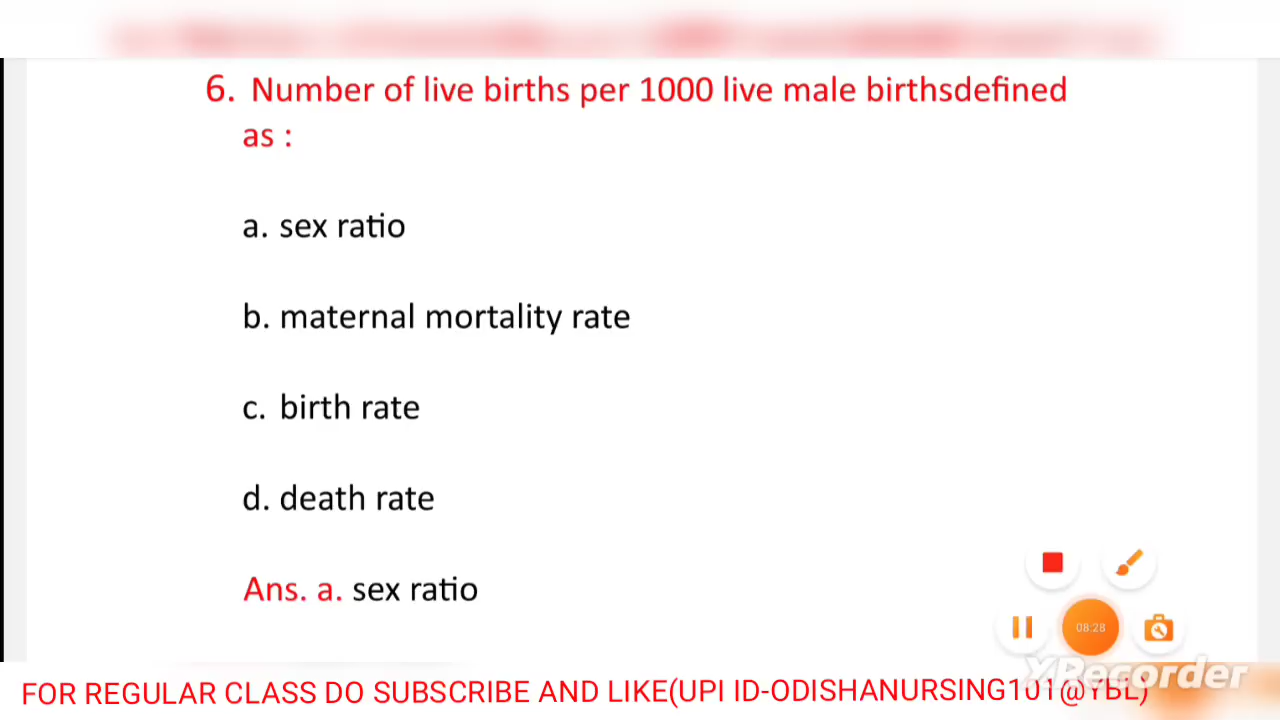 6. Number of live births per 1000 live male birthsdefined
as :
a. sex ratio
b. maternal mortality rate
c. birth rate
d. death rate
Ans. a. sex ratio
08:28
XRecorder
FOR REGULAR CLASS DO SUBSCRIBE AND LIKE(UPI ID-ODISHANURSING101@YBL)